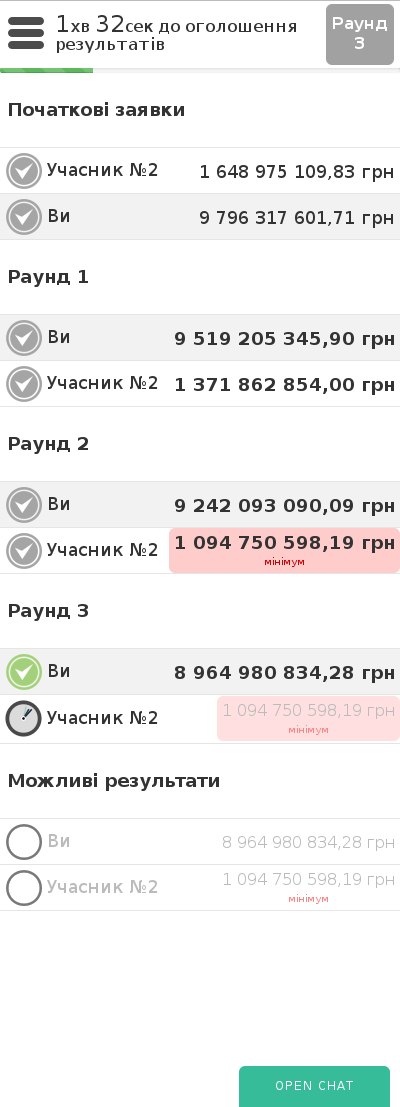 1хв 32сек до оголошення
результатів
Раунд
3
Початкові заявки
Учасник №2 1 648 975 109,83 грн
Ви 9 796 317 601,71 грн
Раунд 1
Ви 9 519 205 345,90 грн
Учасник №2 1 371 862 854,00 грн
Раунд 2
Ви 9 242 093 090,09 грн
Учасник №2 1 094 750 598,19 грн
мінімум
Раунд 3
Ви 8 964 980 834,28 грн
Учасник №2 1 094 750 598,19 грн
мінімум
Можливі результати
Ви 8 964 980 834,28 грн
Учасник №2 1 094 750 598,19 грн
мінімум
OPEN CHAT